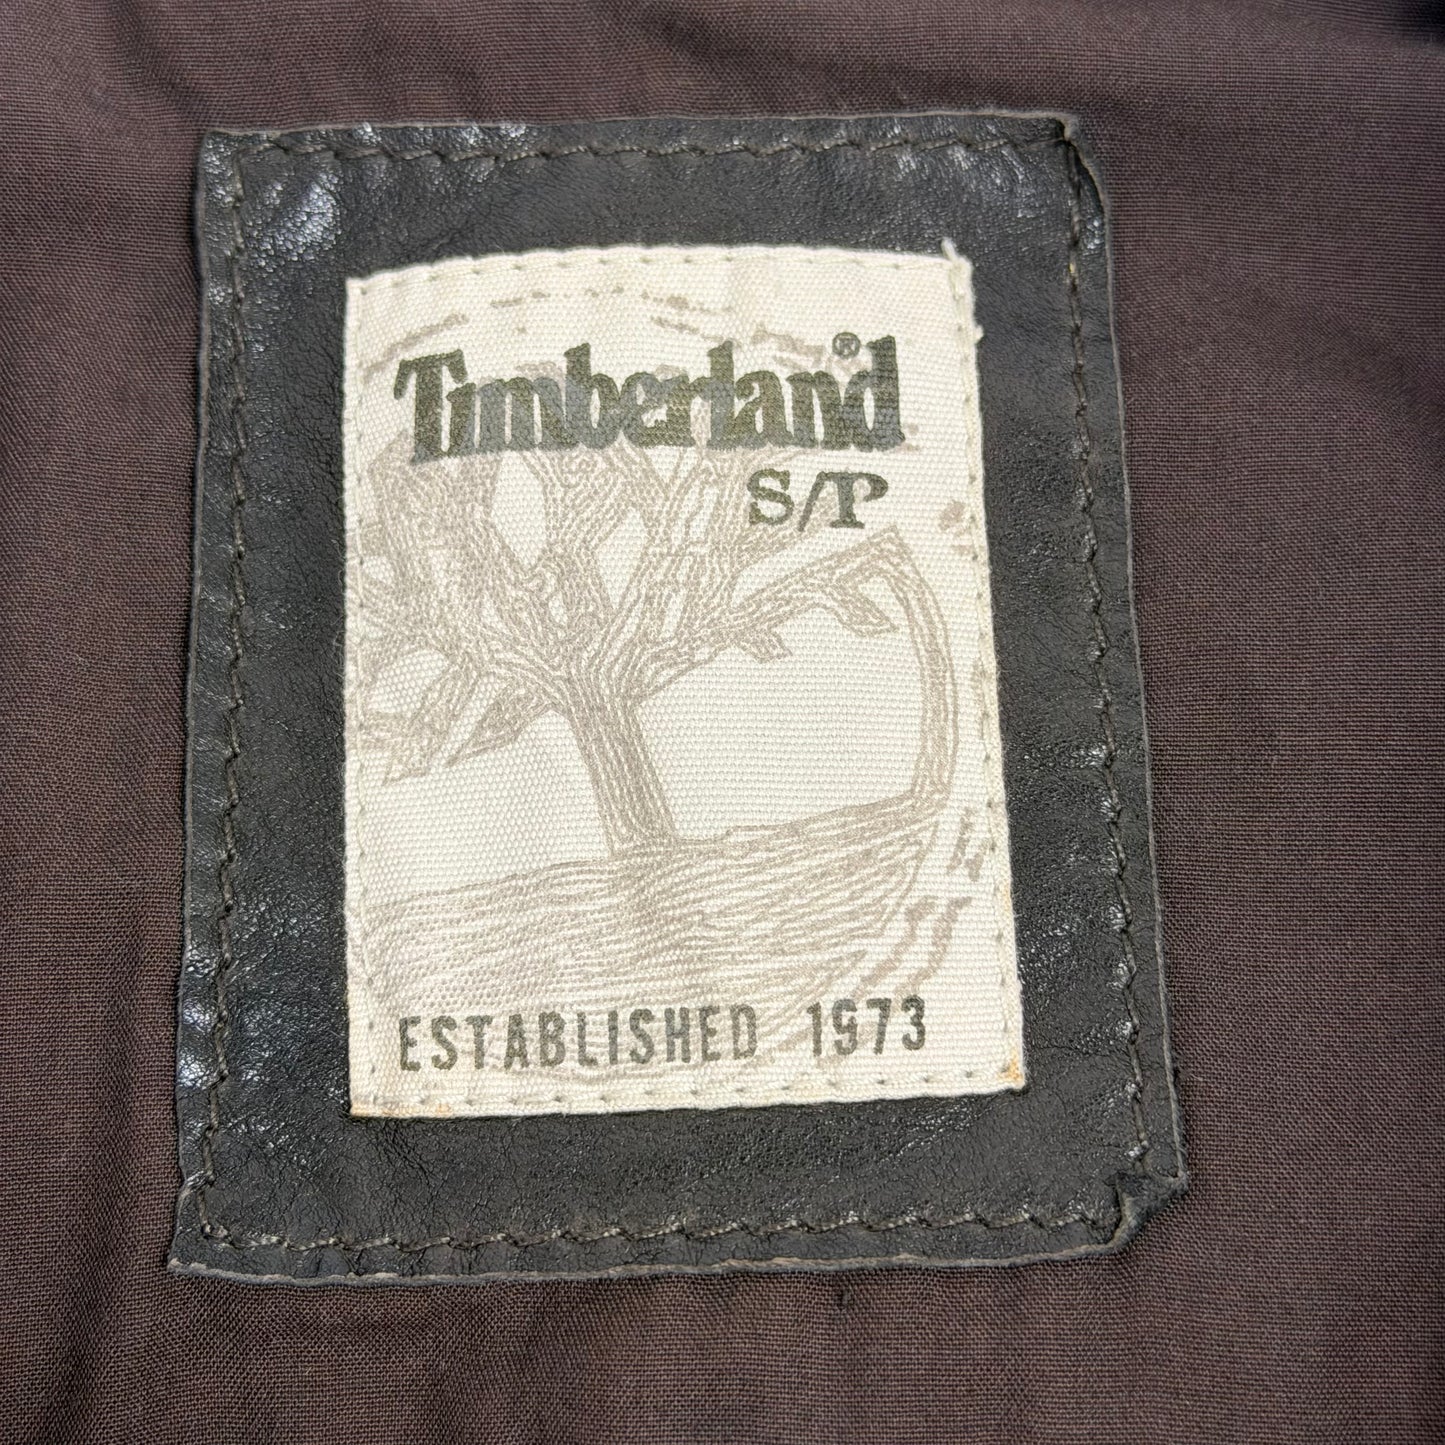 Timberland®
S/P
ESTABLISHED 1973